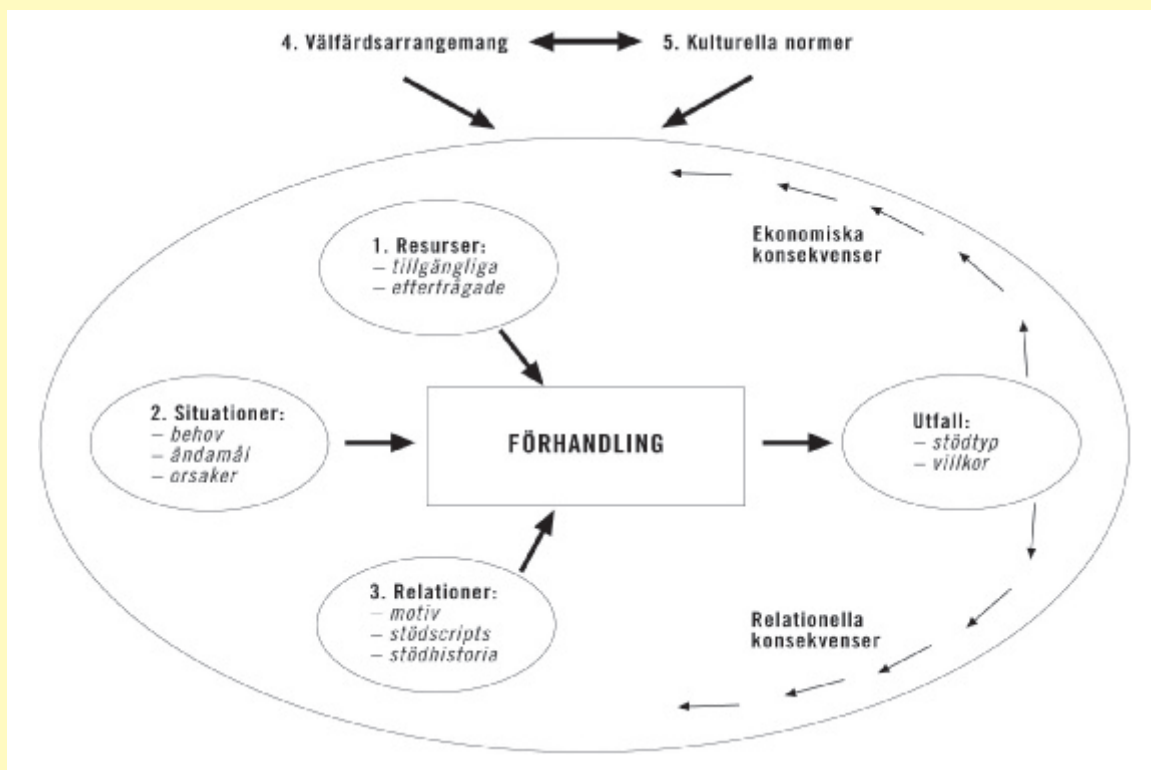 4. Välfärdsarrangemang
5. Kulturella normer
Ekonomiska
konsekvenser
1. Resurser:
– tillgängliga
– efterfrågade
2. Situationer:
– behov
– ändamål
– orsaker
FÖRHANDLING
Utfall:
– stödtyp
– villkor
3. Relationer:
– motiv
– stödscripts
– stödhistoria
Relationella
konsekvenser